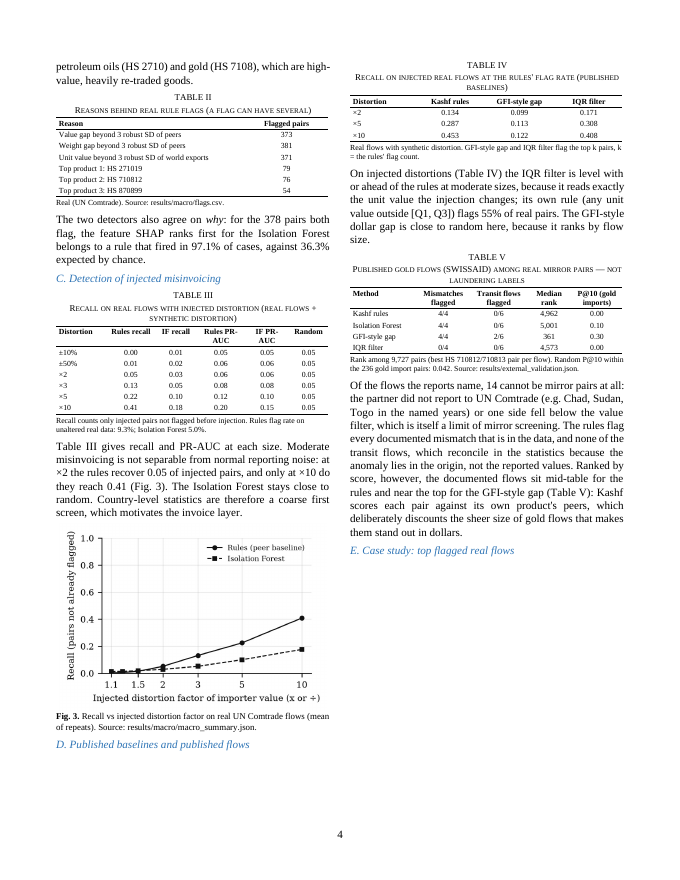 petroleum oils (HS 2710) and gold (HS 7108), which are high-
value, heavily re-traded goods.
TABLE II
REASONS BEHIND REAL RULE FLAGS (A FLAG CAN HAVE SEVERAL)
Reason Flagged pairs
Value gap beyond 3 robust SD of peers 373
Weight gap beyond 3 robust SD of peers 381
Unit value beyond 3 robust SD of world exports 371
Top product 1: HS 271019 79
Top product 2: HS 710812 76
Top product 3: HS 870899 54
Real (UN Comtrade). Source: results/macro/flags.csv.
The two detectors also agree on why: for the 378 pairs both
flag, the feature SHAP ranks first for the Isolation Forest
belongs to a rule that fired in 97.1% of cases, against 36.3%
expected by chance.
C. Detection of injected misinvoicing
TABLE III
RECALL ON REAL FLOWS WITH INJECTED DISTORTION (REAL FLOWS +
SYNTHETIC DISTORTION)
Distortion Rules recall IF recall Rules PR- IF PR- Random
AUC AUC
±10% 0.00 0.01 0.05 0.05 0.05
±50% 0.01 0.02 0.06 0.06 0.05
×2 0.05 0.03 0.06 0.06 0.05
×3 0.13 0.05 0.08 0.08 0.05
×5 0.22 0.10 0.12 0.10 0.05
×10 0.41 0.18 0.20 0.15 0.05
Recall counts only injected pairs not flagged before injection. Rules flag rate on
unaltered real data: 9.3%; Isolation Forest 5.0%.
Table III gives recall and PR-AUC at each size. Moderate
misinvoicing is not separable from normal reporting noise: at
×2 the rules recover 0.05 of injected pairs, and only at ×10 do
they reach 0.41 (Fig. 3). The Isolation Forest stays close to
random. Country-level statistics are therefore a coarse first
screen, which motivates the invoice layer.
Recall (pairs not already flagged)
1.0
0.8
0.6
0.4
0.2
0.0
Rules (peer baseline)
Isolation Forest
1.1 1.5 2 3 5 10
Injected distortion factor of importer value (x or ÷)
Fig. 3. Recall vs injected distortion factor on real UN Comtrade flows (mean
of repeats). Source: results/macro/macro_summary.json.
D. Published baselines and published flows
TABLE IV
RECALL ON INJECTED REAL FLOWS AT THE RULES' FLAG RATE (PUBLISHED
BASELINES)
Distortion Kashf rules GFI-style gap IQR filter
×2 0.134 0.099 0.171
×5 0.287 0.113 0.308
×10 0.453 0.122 0.408
Real flows with synthetic distortion. GFI-style gap and IQR filter flag the top k pairs, k
= the rules' flag count.
On injected distortions (Table IV) the IQR filter is level with
or ahead of the rules at moderate sizes, because it reads exactly
the unit value the injection changes; its own rule (any unit
value outside [Q1, Q3]) flags 55% of real pairs. The GFI-style
dollar gap is close to random here, because it ranks by flow
size.
TABLE V
PUBLISHED GOLD FLOWS (SWISSAID) AMONG REAL MIRROR PAIRS — NOT
LAUNDERING LABELS
Method Mismatches Transit flows Median P@10 (gold
flagged flagged rank imports)
Kashf rules 4/4 0/6 4,962 0.00
Isolation Forest 4/4 0/6 5,001 0.10
GFI-style gap 4/4 2/6 361 0.30
IQR filter 0/4 0/6 4,573 0.00
Rank among 9,727 pairs (best HS 710812/710813 pair per flow). Random P@10 within
the 236 gold import pairs: 0.042. Source: results/external_validation.json.
Of the flows the reports name, 14 cannot be mirror pairs at all:
the partner did not report to UN Comtrade (e.g. Chad, Sudan,
Togo in the named years) or one side fell below the value
filter, which is itself a limit of mirror screening. The rules flag
every documented mismatch that is in the data, and none of the
transit flows, which reconcile in the statistics because the
anomaly lies in the origin, not the reported values. Ranked by
score, however, the documented flows sit mid-table for the
rules and near the top for the GFI-style gap (Table V): Kashf
scores each pair against its own product's peers, which
deliberately discounts the sheer size of gold flows that makes
them stand out in dollars.
E. Case study: top flagged real flows
4